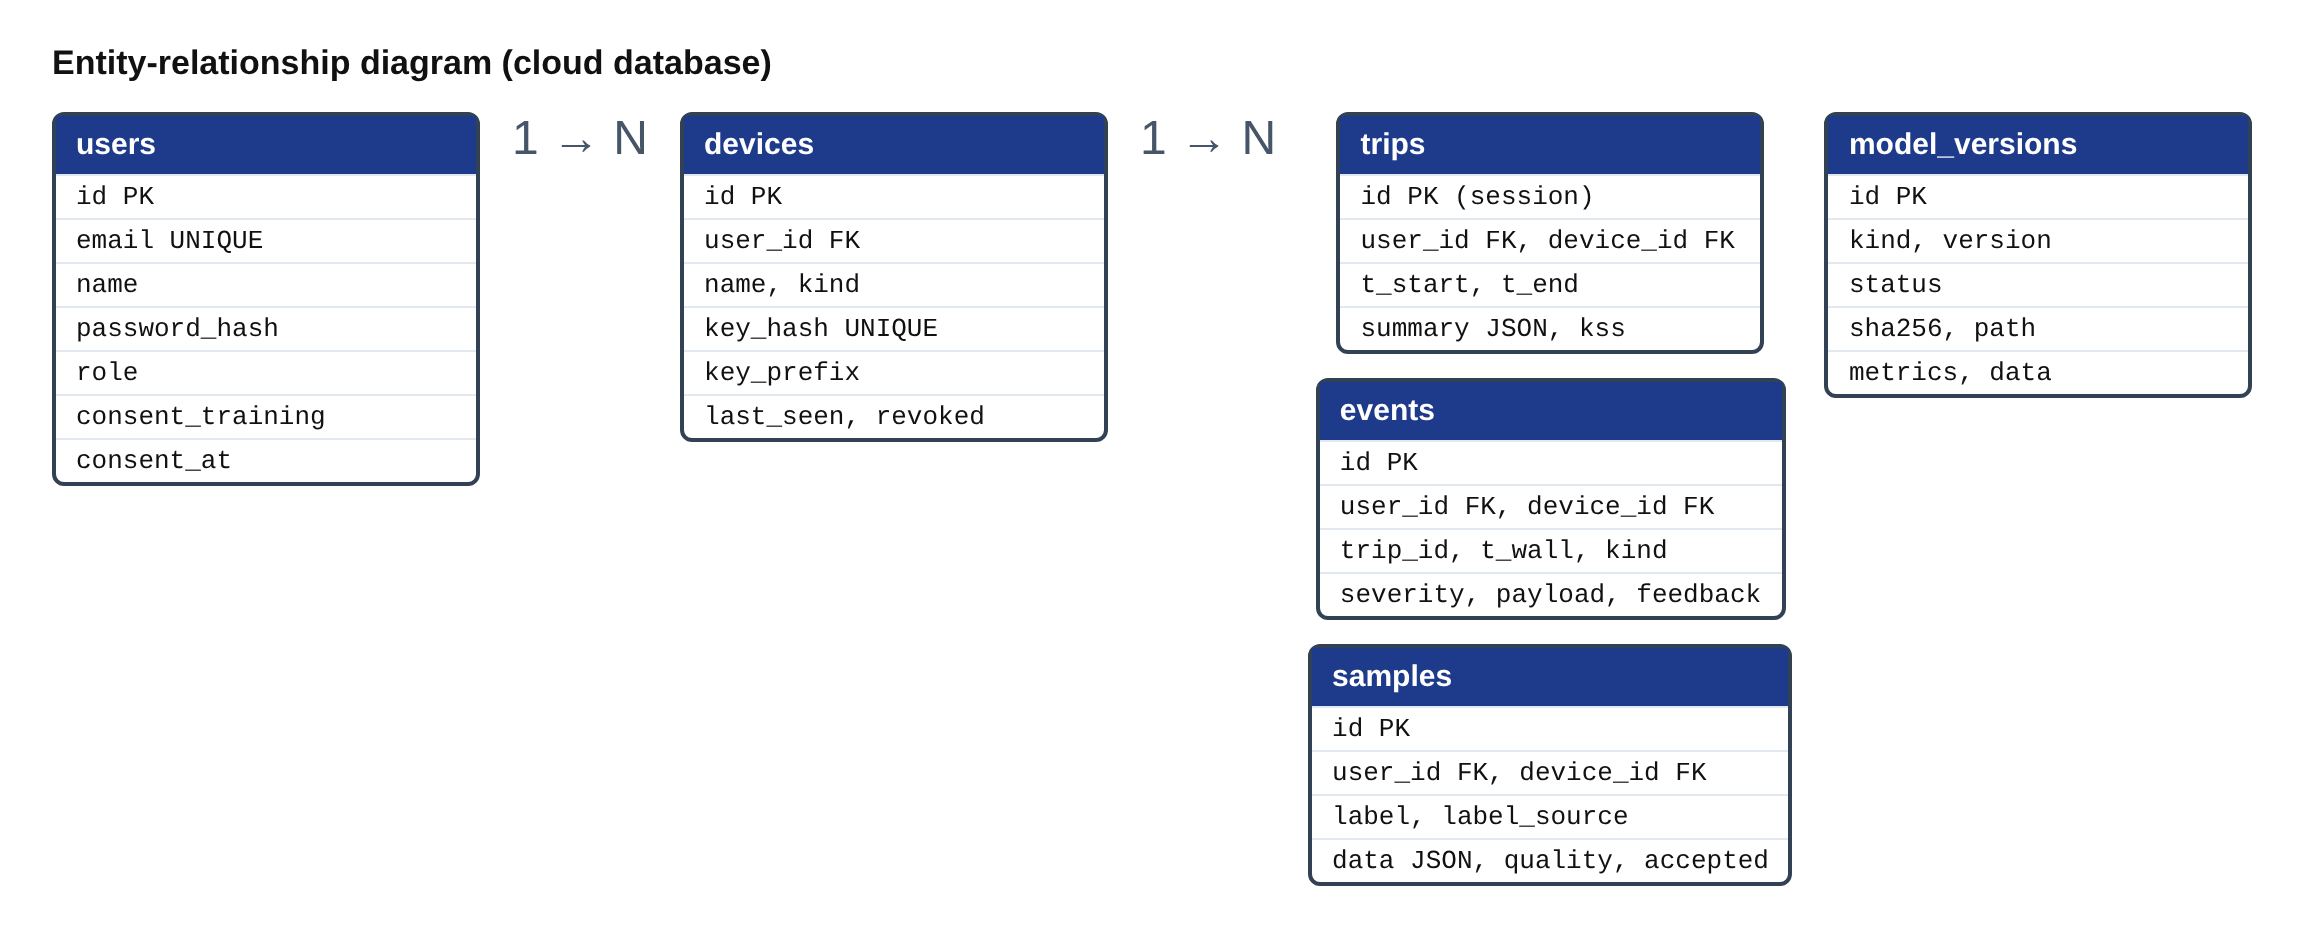 Entity-relationship diagram (cloud database)
users
id PK
email UNIQUE
name
password_hash
role
consent_training
consent_at
1 → N
devices
id PK
user_id FK
name, kind
key_hash UNIQUE
key_prefix
last_seen, revoked
1 → N
trips
id PK (session)
user_id FK, device_id FK
t_start, t_end
summary JSON, kss
events
id PK
user_id FK, device_id FK
trip_id, t_wall, kind
severity, payload, feedback
samples
id PK
user_id FK, device_id FK
label, label_source
data JSON, quality, accepted
model_versions
id PK
kind, version
status
sha256, path
metrics, data